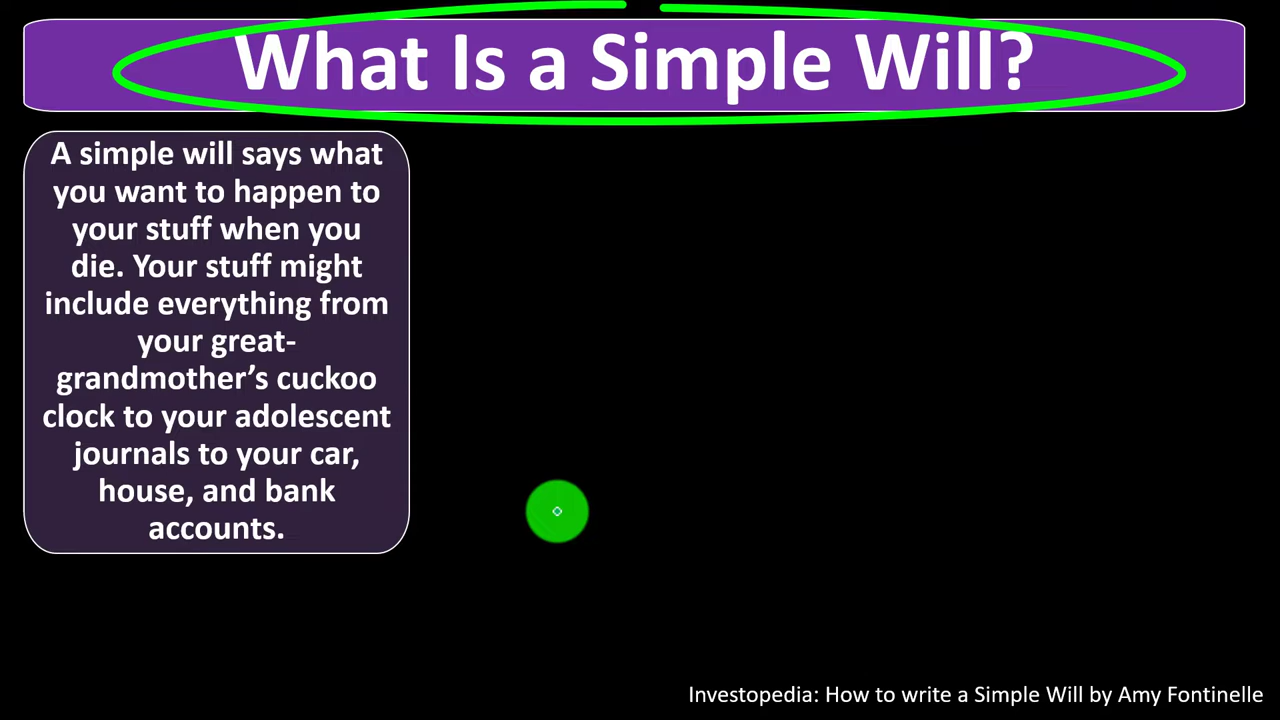 What Is a Simple Will?
A simple will says what
you want to happen to
your stuff when you
die. Your stuff might
include everything from
your great-
grandmother’s cuckoo
clock to your adolescent
journals to your car,
house, and bank
accounts.
Investopedia: How to write a Simple Will by Amy Fontinelle